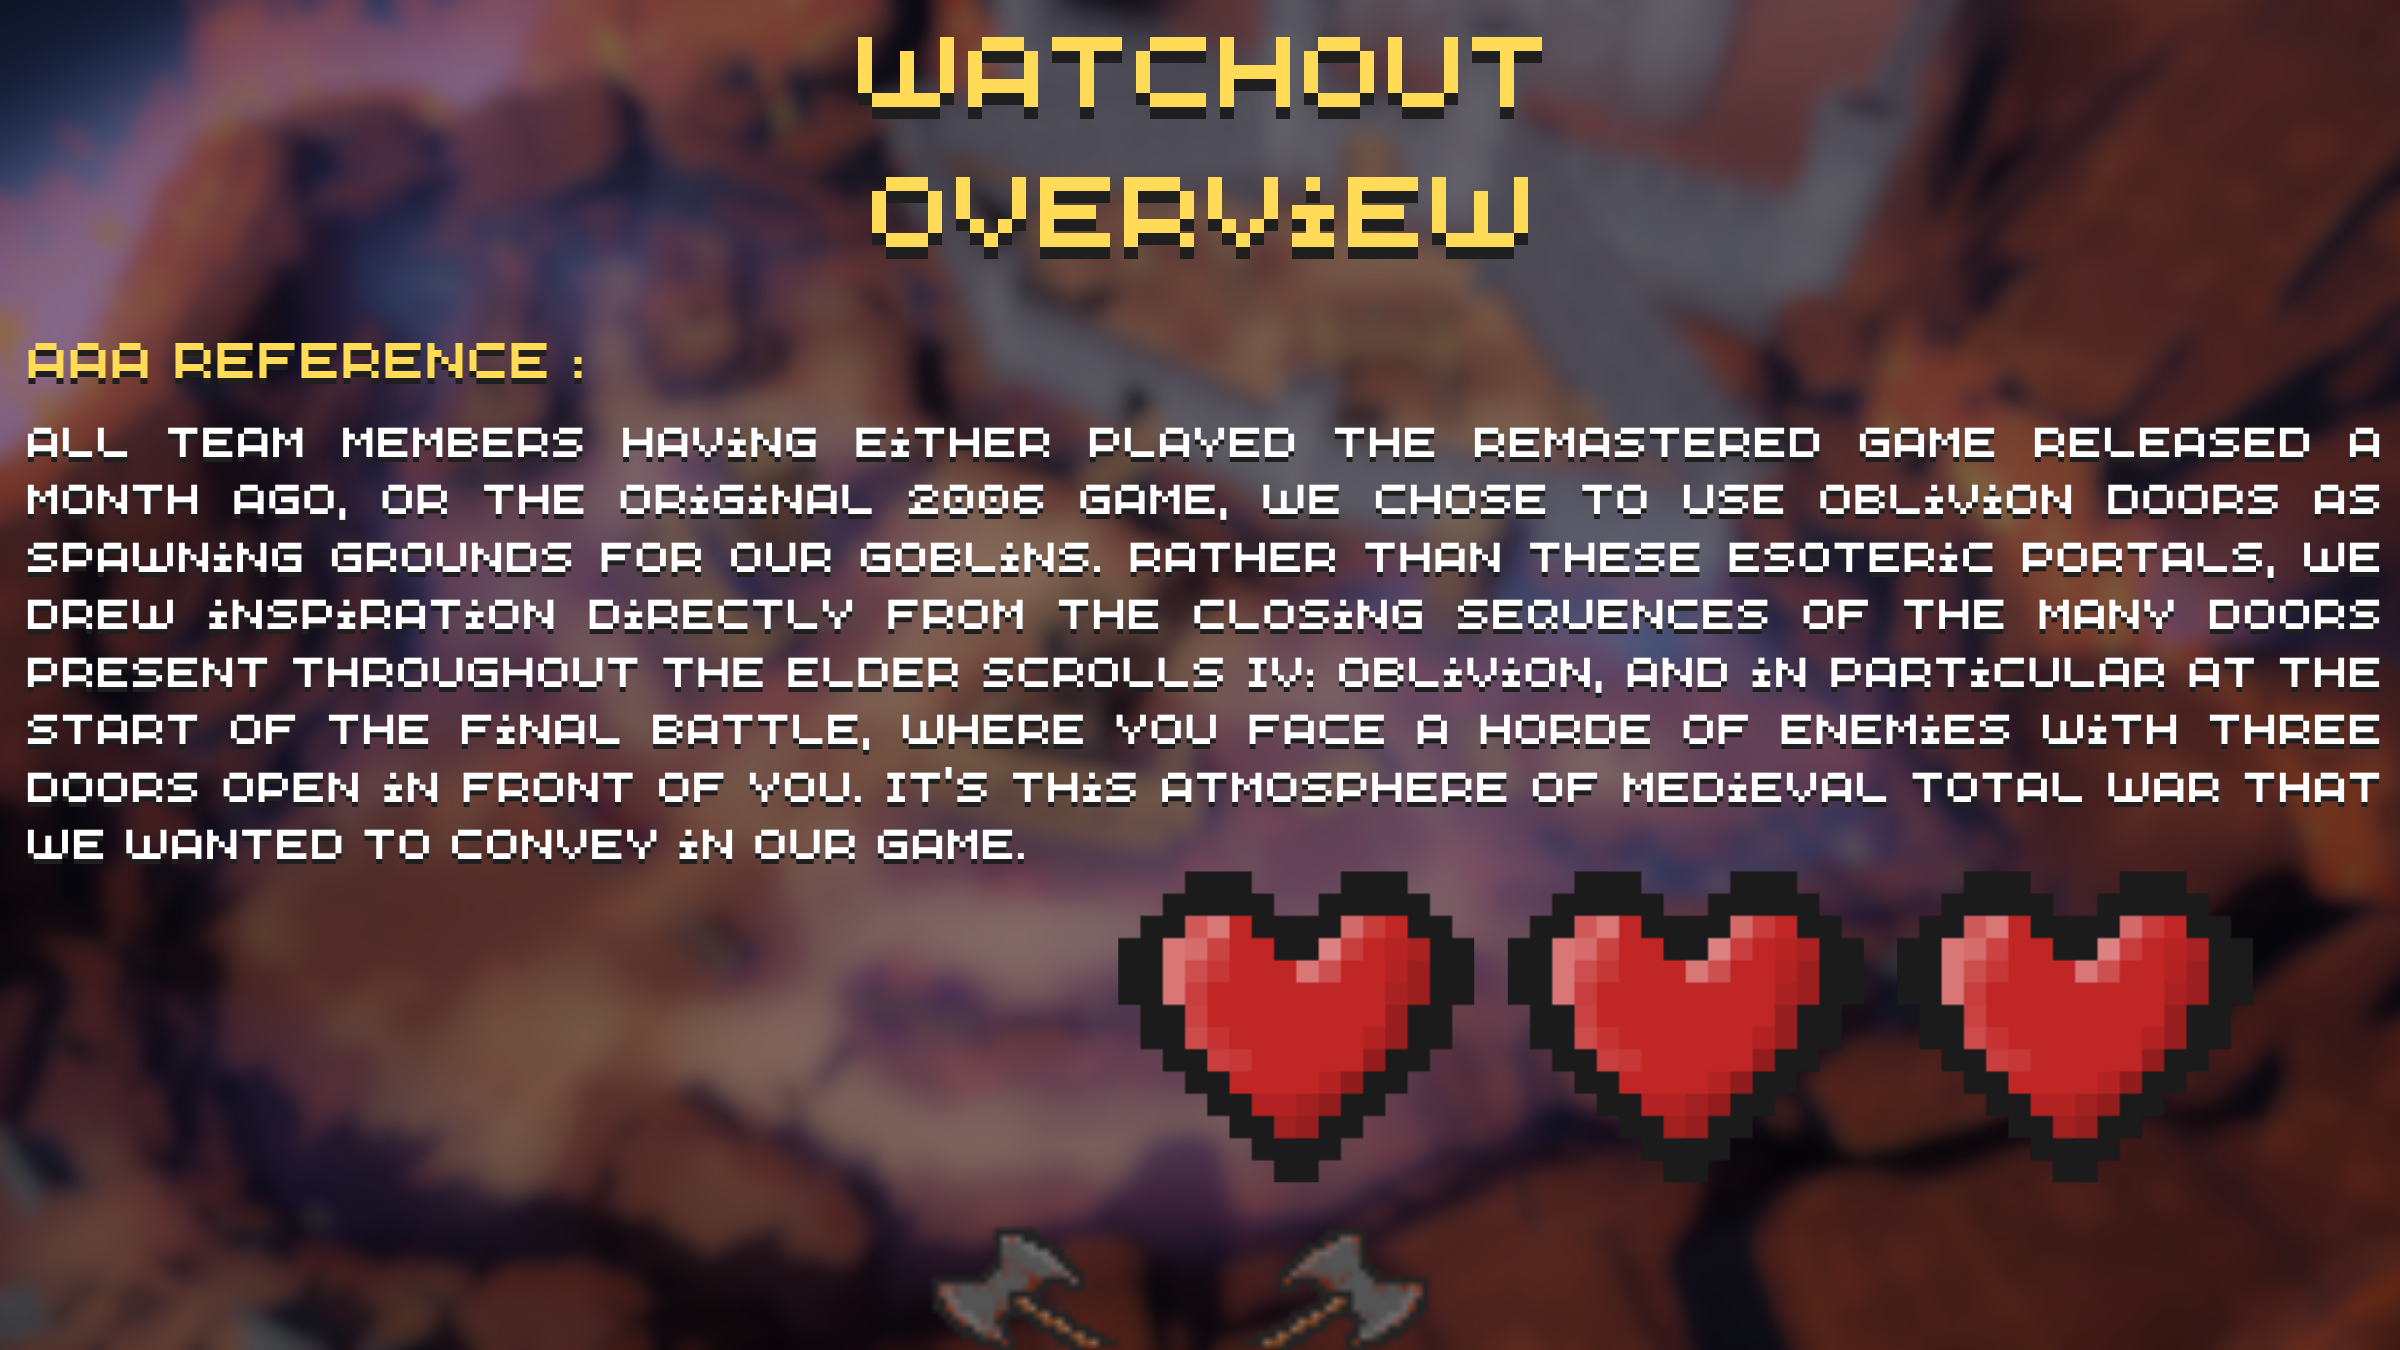 WATCHOUT
OVERViEW
AAA REFERENCE :
ALL TEAM MEMBERS HAViNG EiTHER PLAYED THE REMASTERED GAME RELEASED A
MONTH AGO, OR THE ORiGiNAL 2006 GAME, WE CHOSE TO USE OBLiViON DOORS AS
SPAWNiNG GROUNDS FOR OUR GOBLiNS. RATHER THAN THESE ESOTERiC PORTALS, WE
DREW iNSPiRATiON DiRECTLY FROM THE CLOSiNG SEQUENCES OF THE MANY DOORS
PRESENT THROUGHOUT THE ELDER SCROLLS IV: OBLiViON, AND iN PARTiCULAR AT THE
START OF THE FiNAL BATTLE, WHERE YOU FACE A HORDE OF ENEMiES WiTH THREE
DOORS OPEN iN FRONT OF YOU. IT'S THiS ATMOSPHERE OF MEDiEVAL TOTAL WAR THAT
WE WANTED TO CONVEY iN OUR GAME.